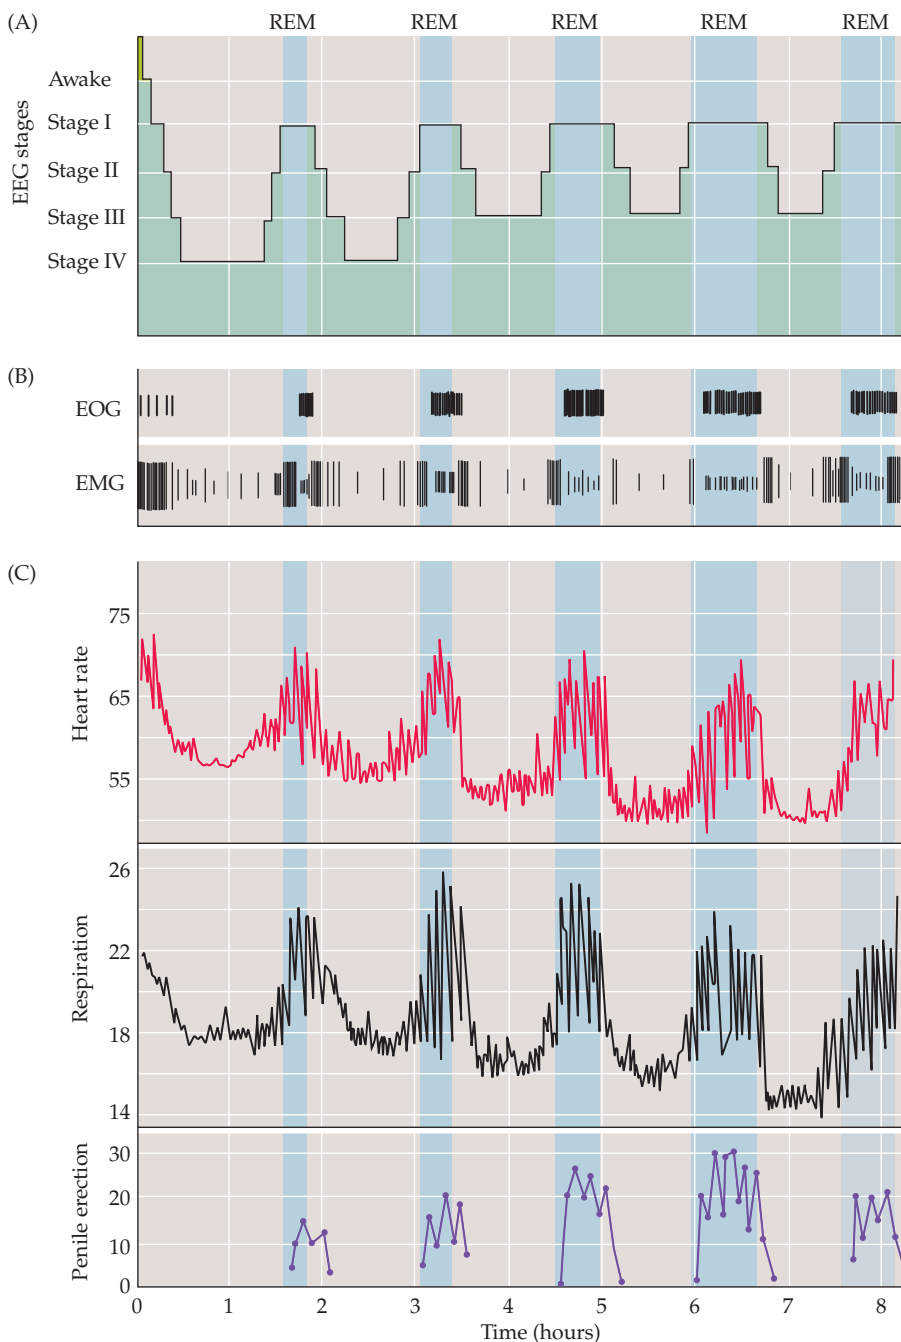 (A)
REM REM REM REM REM
EEG stages
Awake
Stage I
Stage II
Stage III
Stage IV
(B)
EOG
EMG
(C)
Heart rate
75
65
55
Respiration
26
22
18
14
Penile erection
30
20
10
0
0 1 2 3 4 5 6 7 8
Time (hours)